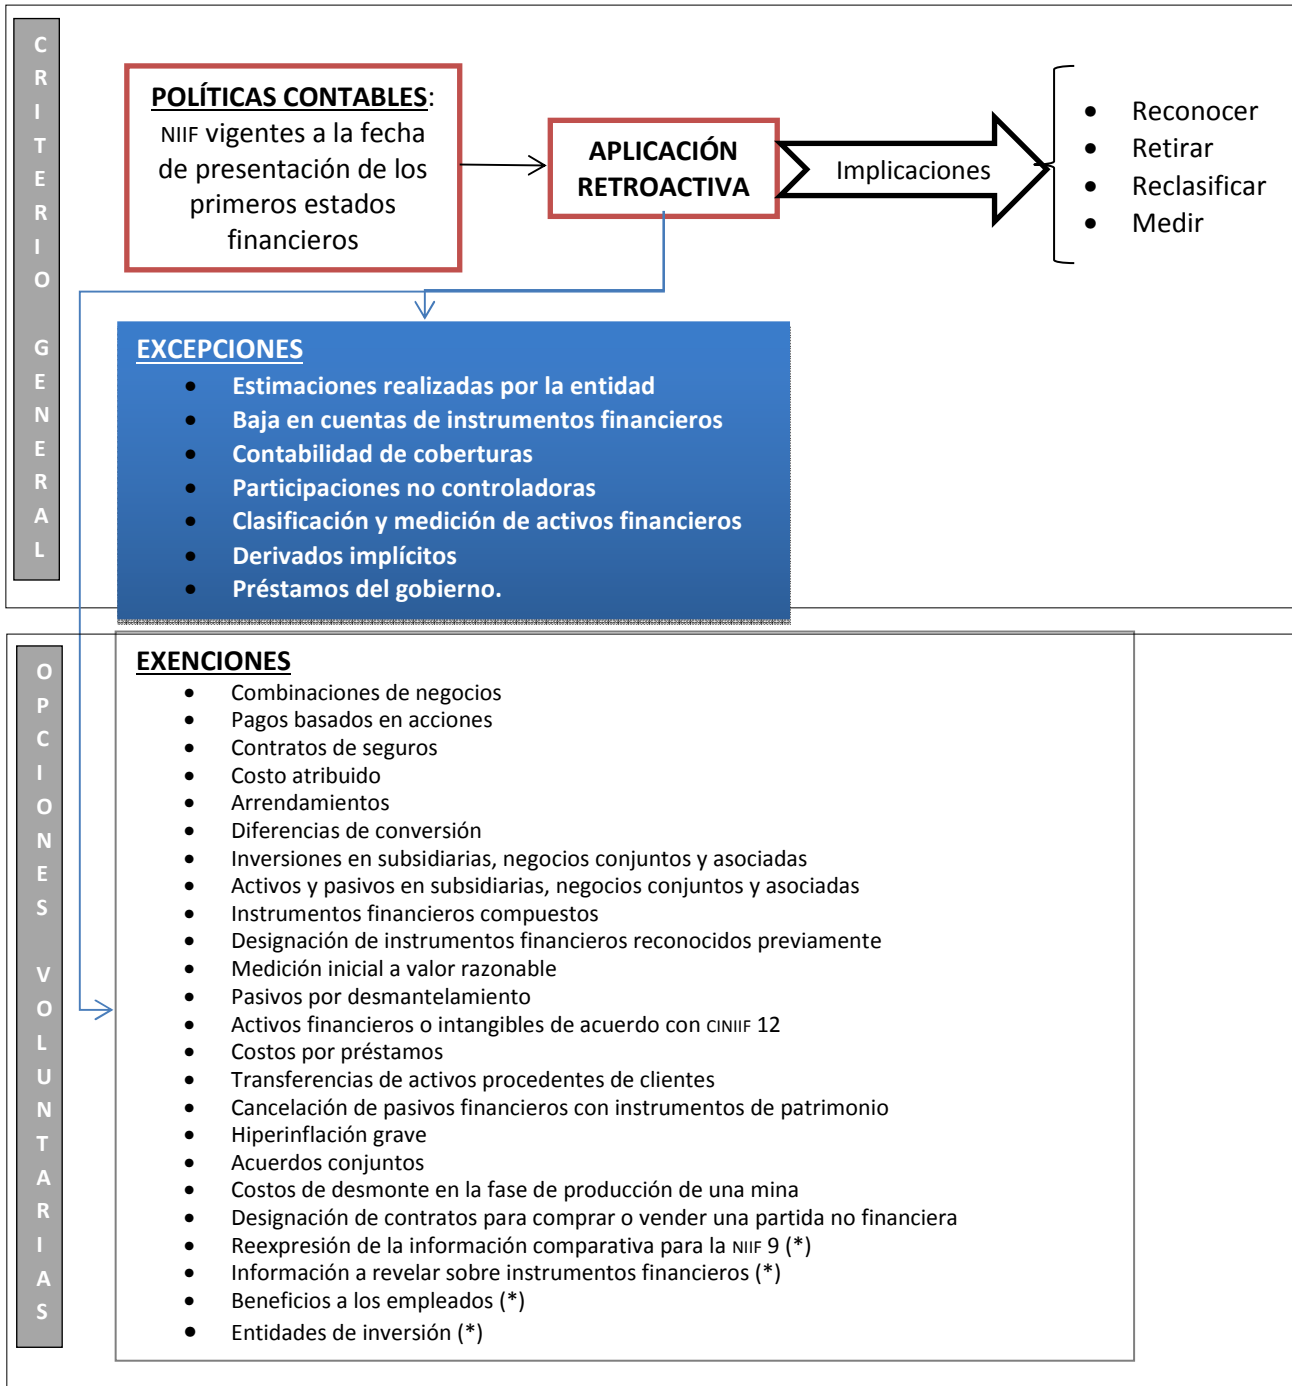 CRITERIO GENERAL
POLÍTICAS CONTABLES:
NIIF vigentes a la fecha
de presentación de los
primeros estados
financieros
APLICACIÓN
RETROACTIVA
Implicaciones
• Reconocer
• Retirar
• Reclasificar
• Medir
EXCEPCIONES
• Estimaciones realizadas por la entidad
• Baja en cuentas de instrumentos financieros
• Contabilidad de coberturas
• Participaciones no controladoras
• Clasificación y medición de activos financieros
• Derivados implícitos
• Préstamos del gobierno.
OPCIONES VOLUNTARIAS
EXENCIONES
• Combinaciones de negocios
• Pagos basados en acciones
• Contratos de seguros
• Costo atribuido
• Arrendamientos
• Diferencias de conversión
• Inversiones en subsidiarias, negocios conjuntos y asociadas
• Activos y pasivos en subsidiarias, negocios conjuntos y asociadas
• Instrumentos financieros compuestos
• Designación de instrumentos financieros reconocidos previamente
• Medición inicial a valor razonable
• Pasivos por desmantelamiento
• Activos financieros o intangibles de acuerdo con CINIIF 12
• Costos por préstamos
• Transferencias de activos procedentes de clientes
• Cancelación de pasivos financieros con instrumentos de patrimonio
• Hiperinflación grave
• Acuerdos conjuntos
• Costos de desmonte en la fase de producción de una mina
• Designación de contratos para comprar o vender una partida no financiera
• Reexpresión de la información comparativa para la NIIF 9 (*)
• Información a revelar sobre instrumentos financieros (*)
• Beneficios a los empleados (*)
• Entidades de inversión (*)